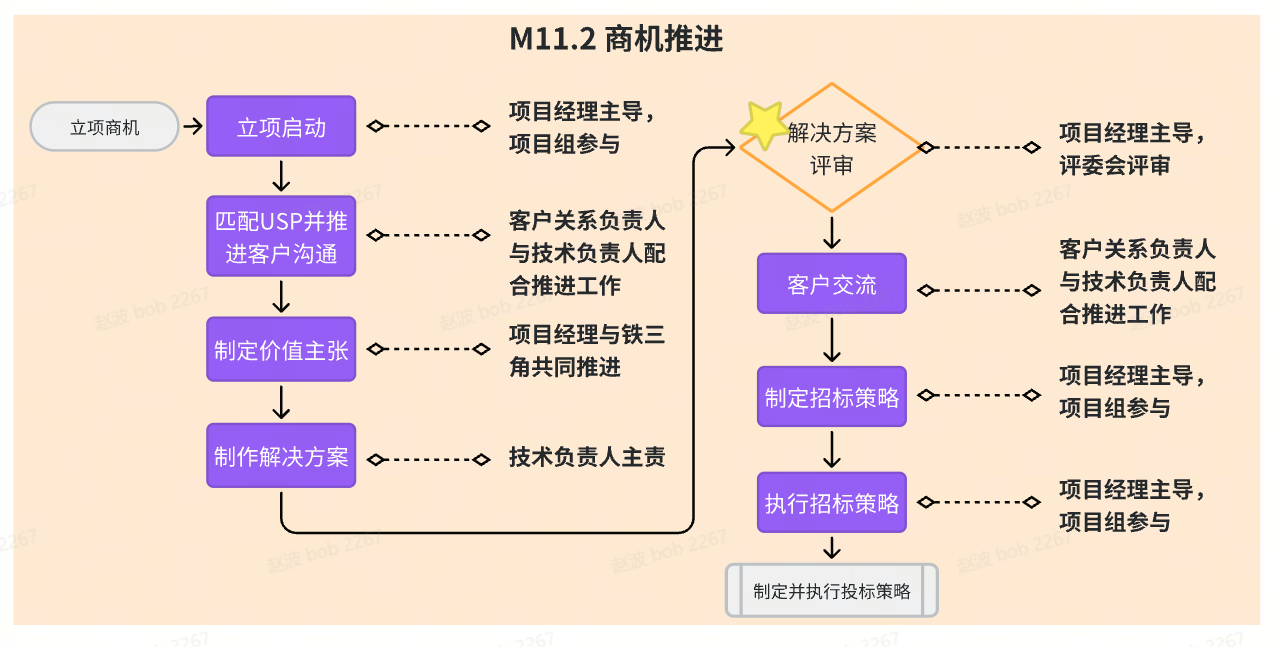 M11.2 商机推进
立项商机
立项启动
项目经理主导，
项目组参与
匹配USP并推
进客户沟通
客户关系负责人
与技术负责人配
合推进工作
制定价值主张
项目经理与铁三
角共同推进
制作解决方案
技术负责人主责
解决方案
评审
项目经理主导，
评委会评审
客户交流
客户关系负责人
与技术负责人配
合推进工作
制定招标策略
项目经理主导，
项目组参与
执行招标策略
项目经理主导，
项目组参与
制定并执行投标策略
赵波 bob 2267